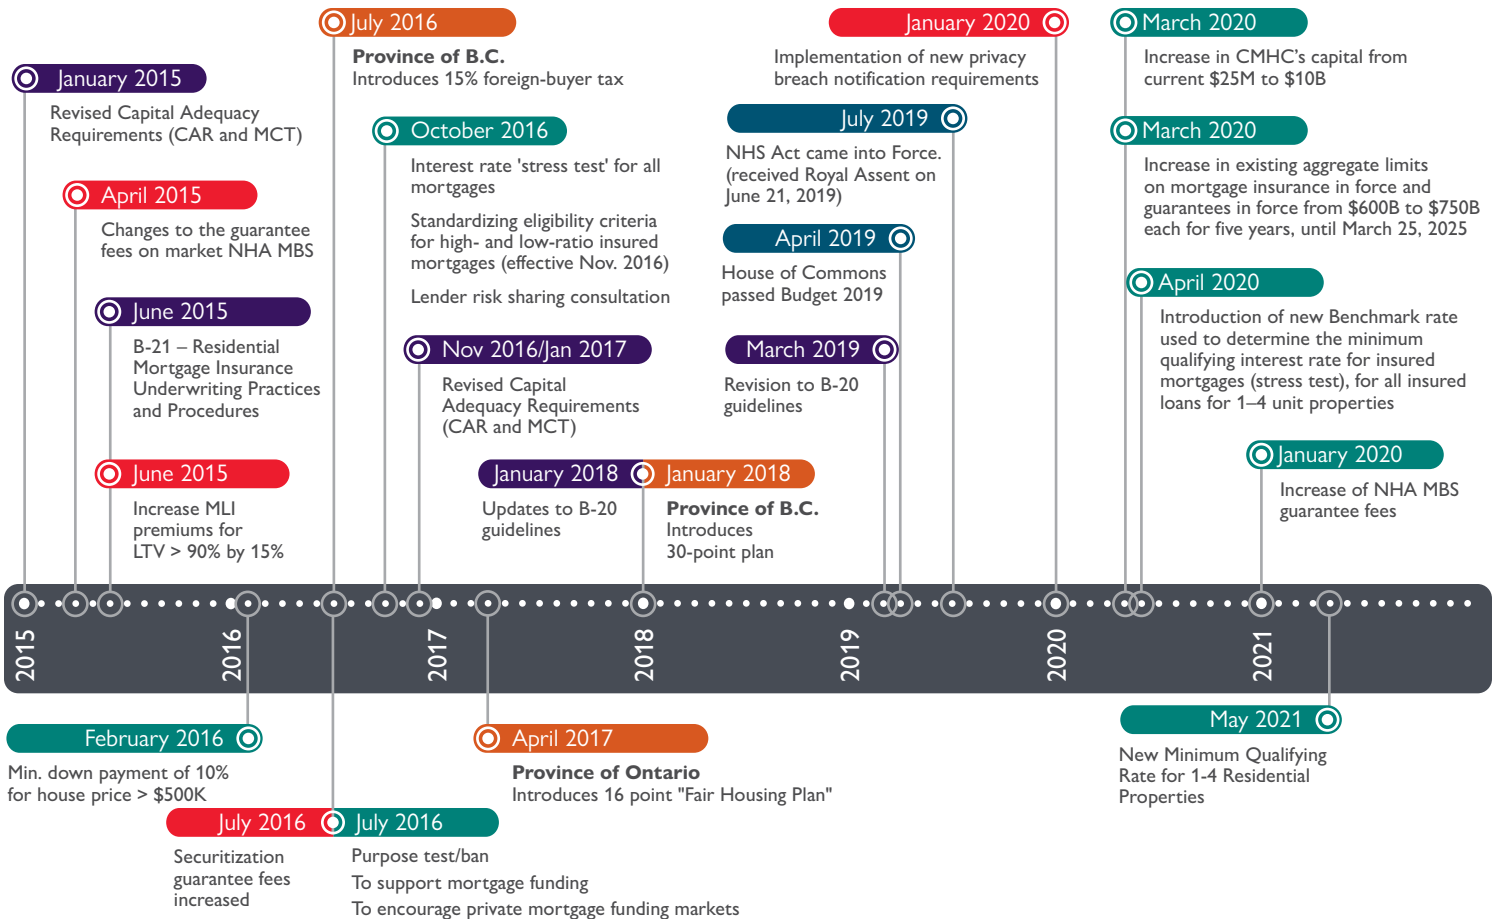 January 2015
Revised Capital Adequacy
Requirements (CAR and MCT)
April 2015
Changes to the guarantee
fees on market NHA MBS
June 2015
B-21 – Residential
Mortgage Insurance
Underwriting Practices
and Procedures
June 2015
Increase MLI
premiums for
LTV > 90% by 15%
July 2016
Province of B.C.
Introduces 15% foreign-buyer tax
October 2016
Interest rate 'stress test' for all
mortgages
Standardizing eligibility criteria
for high- and low-ratio insured
mortgages (effective Nov. 2016)
Lender risk sharing consultation
Nov 2016/Jan 2017
Revised Capital
Adequacy Requirements
(CAR and MCT)
January 2018
Updates to B-20
guidelines
January 2018
Province of B.C.
Introduces
30-point plan
January 2020
Implementation of new privacy
breach notification requirements
July 2019
NHS Act came into Force.
(received Royal Assent on
June 21, 2019)
April 2019
House of Commons
passed Budget 2019
March 2019
Revision to B-20
guidelines
March 2020
Increase in CMHC's capital from
current $25M to $10B
March 2020
Increase in existing aggregate limits
on mortgage insurance in force and
guarantees in force from $600B to $750B
each for five years, until March 25, 2025
April 2020
Introduction of new Benchmark rate
used to determine the minimum
qualifying interest rate for insured
mortgages (stress test), for all insured
loans for 1–4 unit properties
January 2020
Increase of NHA MBS
guarantee fees
2015
2016
2017
2018
2019
2020
2021
February 2016
Min. down payment of 10%
for house price > $500K
July 2016
Securitization
guarantee fees
increased
July 2016
Purpose test/ban
To support mortgage funding
To encourage private mortgage funding markets
April 2017
Province of Ontario
Introduces 16 point "Fair Housing Plan"
May 2021
New Minimum Qualifying
Rate for 1-4 Residential
Properties